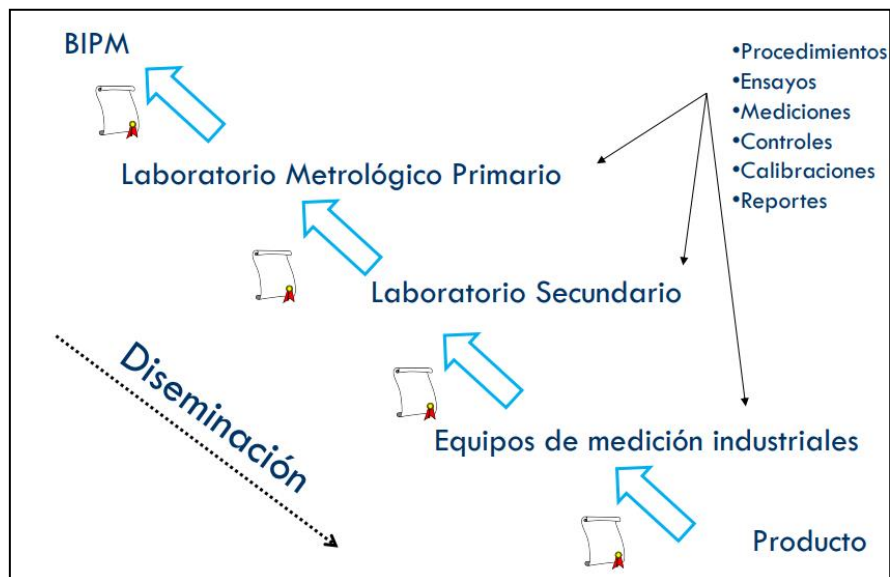 BIPM
•Procedimientos
•Ensayos
•Mediciones
•Controles
•Calibraciones
•Reportes
Laboratorio Metrológico Primario
Laboratorio Secundario
Diseminación
Equipos de medición industriales
Producto